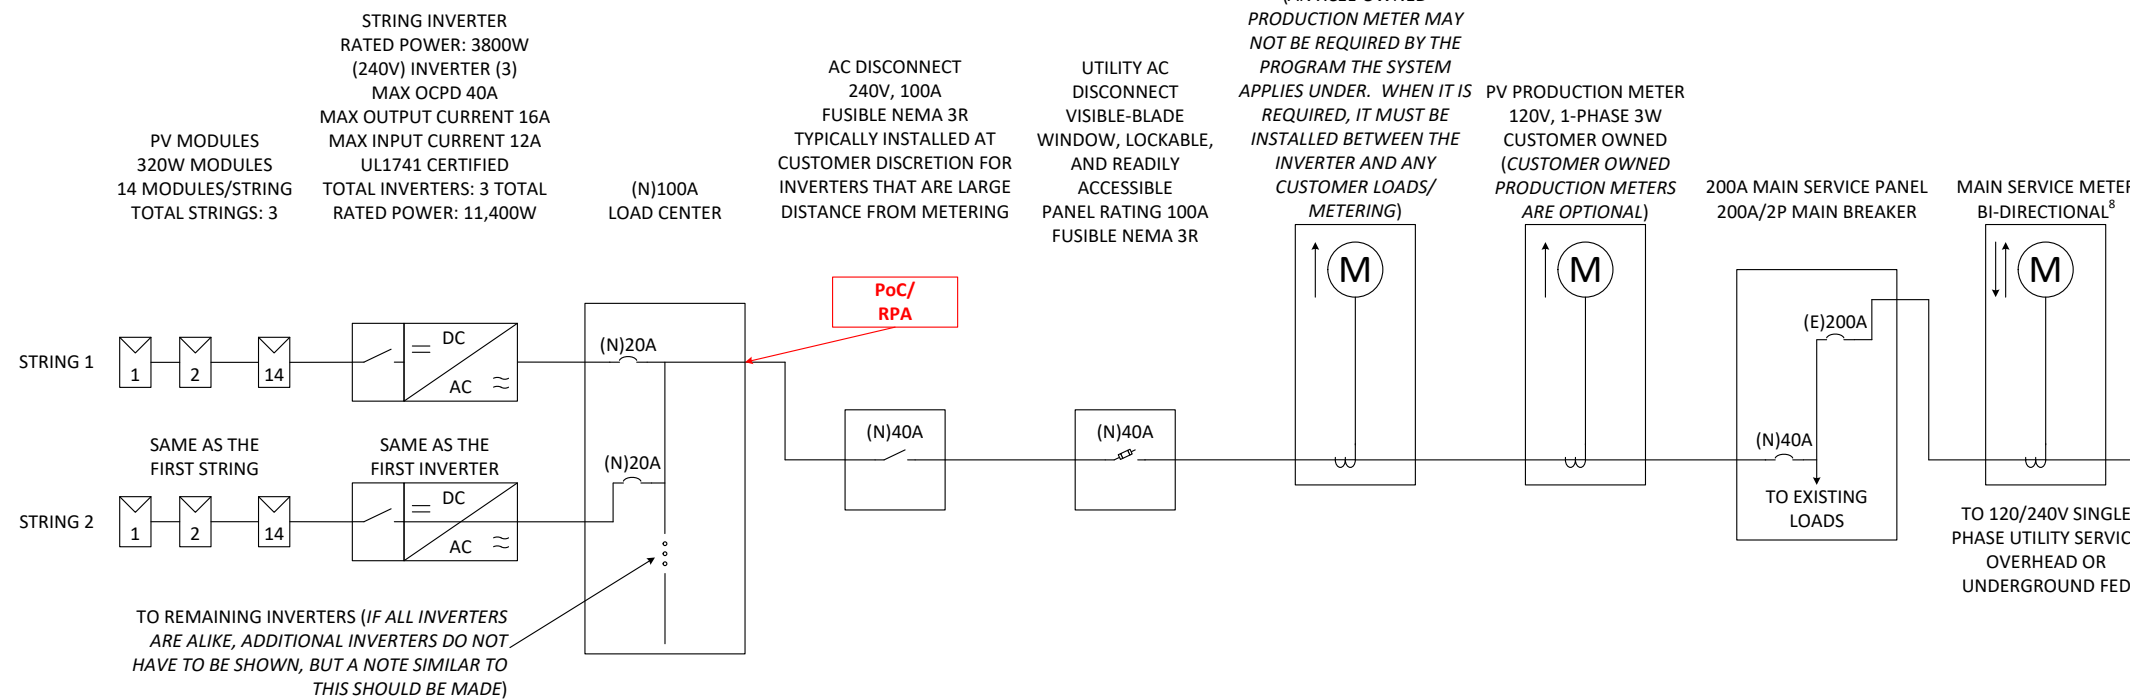 STRING INVERTER
RATED POWER: 3800W
(240V) INVERTER (3)
MAX OCPD 40A
MAX OUTPUT CURRENT 16A
MAX INPUT CURRENT 12A
UL1741 CERTIFIED
TOTAL INVERTERS: 3 TOTAL
RATED POWER: 11,400W
PV MODULES
320W MODULES
14 MODULES/STRING
TOTAL STRINGS: 3
(N)100A
LOAD CENTER
AC DISCONNECT
240V, 100A
FUSIBLE NEMA 3R
TYPICALLY INSTALLED AT
CUSTOMER DISCRETION FOR
INVERTERS THAT ARE LARGE
DISTANCE FROM METERING
UTILITY AC
DISCONNECT
VISIBLE-BLADE
WINDOW, LOCKABLE,
AND READILY
ACCESSIBLE
PANEL RATING 100A
FUSIBLE NEMA 3R
PRODUCTION METER MAY
NOT BE REQUIRED BY THE
PROGRAM THE SYSTEM
APPLIES UNDER. WHEN IT IS
REQUIRED, IT MUST BE
INSTALLED BETWEEN THE
INVERTER AND ANY
CUSTOMER LOADS/
METERING)
PV PRODUCTION METER
120V, 1-PHASE 3W
CUSTOMER OWNED
(CUSTOMER OWNED
PRODUCTION METERS
ARE OPTIONAL)
200A MAIN SERVICE PANEL
200A/2P MAIN BREAKER
MAIN SERVICE METER
BI-DIRECTIONAL⁸
M
M
M
PoC/
RPA
STRING 1
1
2
14
DC
AC
(N)20A
(E)200A
SAME AS THE
FIRST STRING
SAME AS THE
FIRST INVERTER
(N)20A
(N)40A
(N)40A
(N)40A
TO EXISTING
LOADS
STRING 2
1
2
14
DC
AC
TO 120/240V SINGLE
PHASE UTILITY SERVIC
OVERHEAD OR
UNDERGROUND FED
TO REMAINING INVERTERS (IF ALL INVERTERS
ARE ALIKE, ADDITIONAL INVERTERS DO NOT
HAVE TO BE SHOWN, BUT A NOTE SIMILAR TO
THIS SHOULD BE MADE)